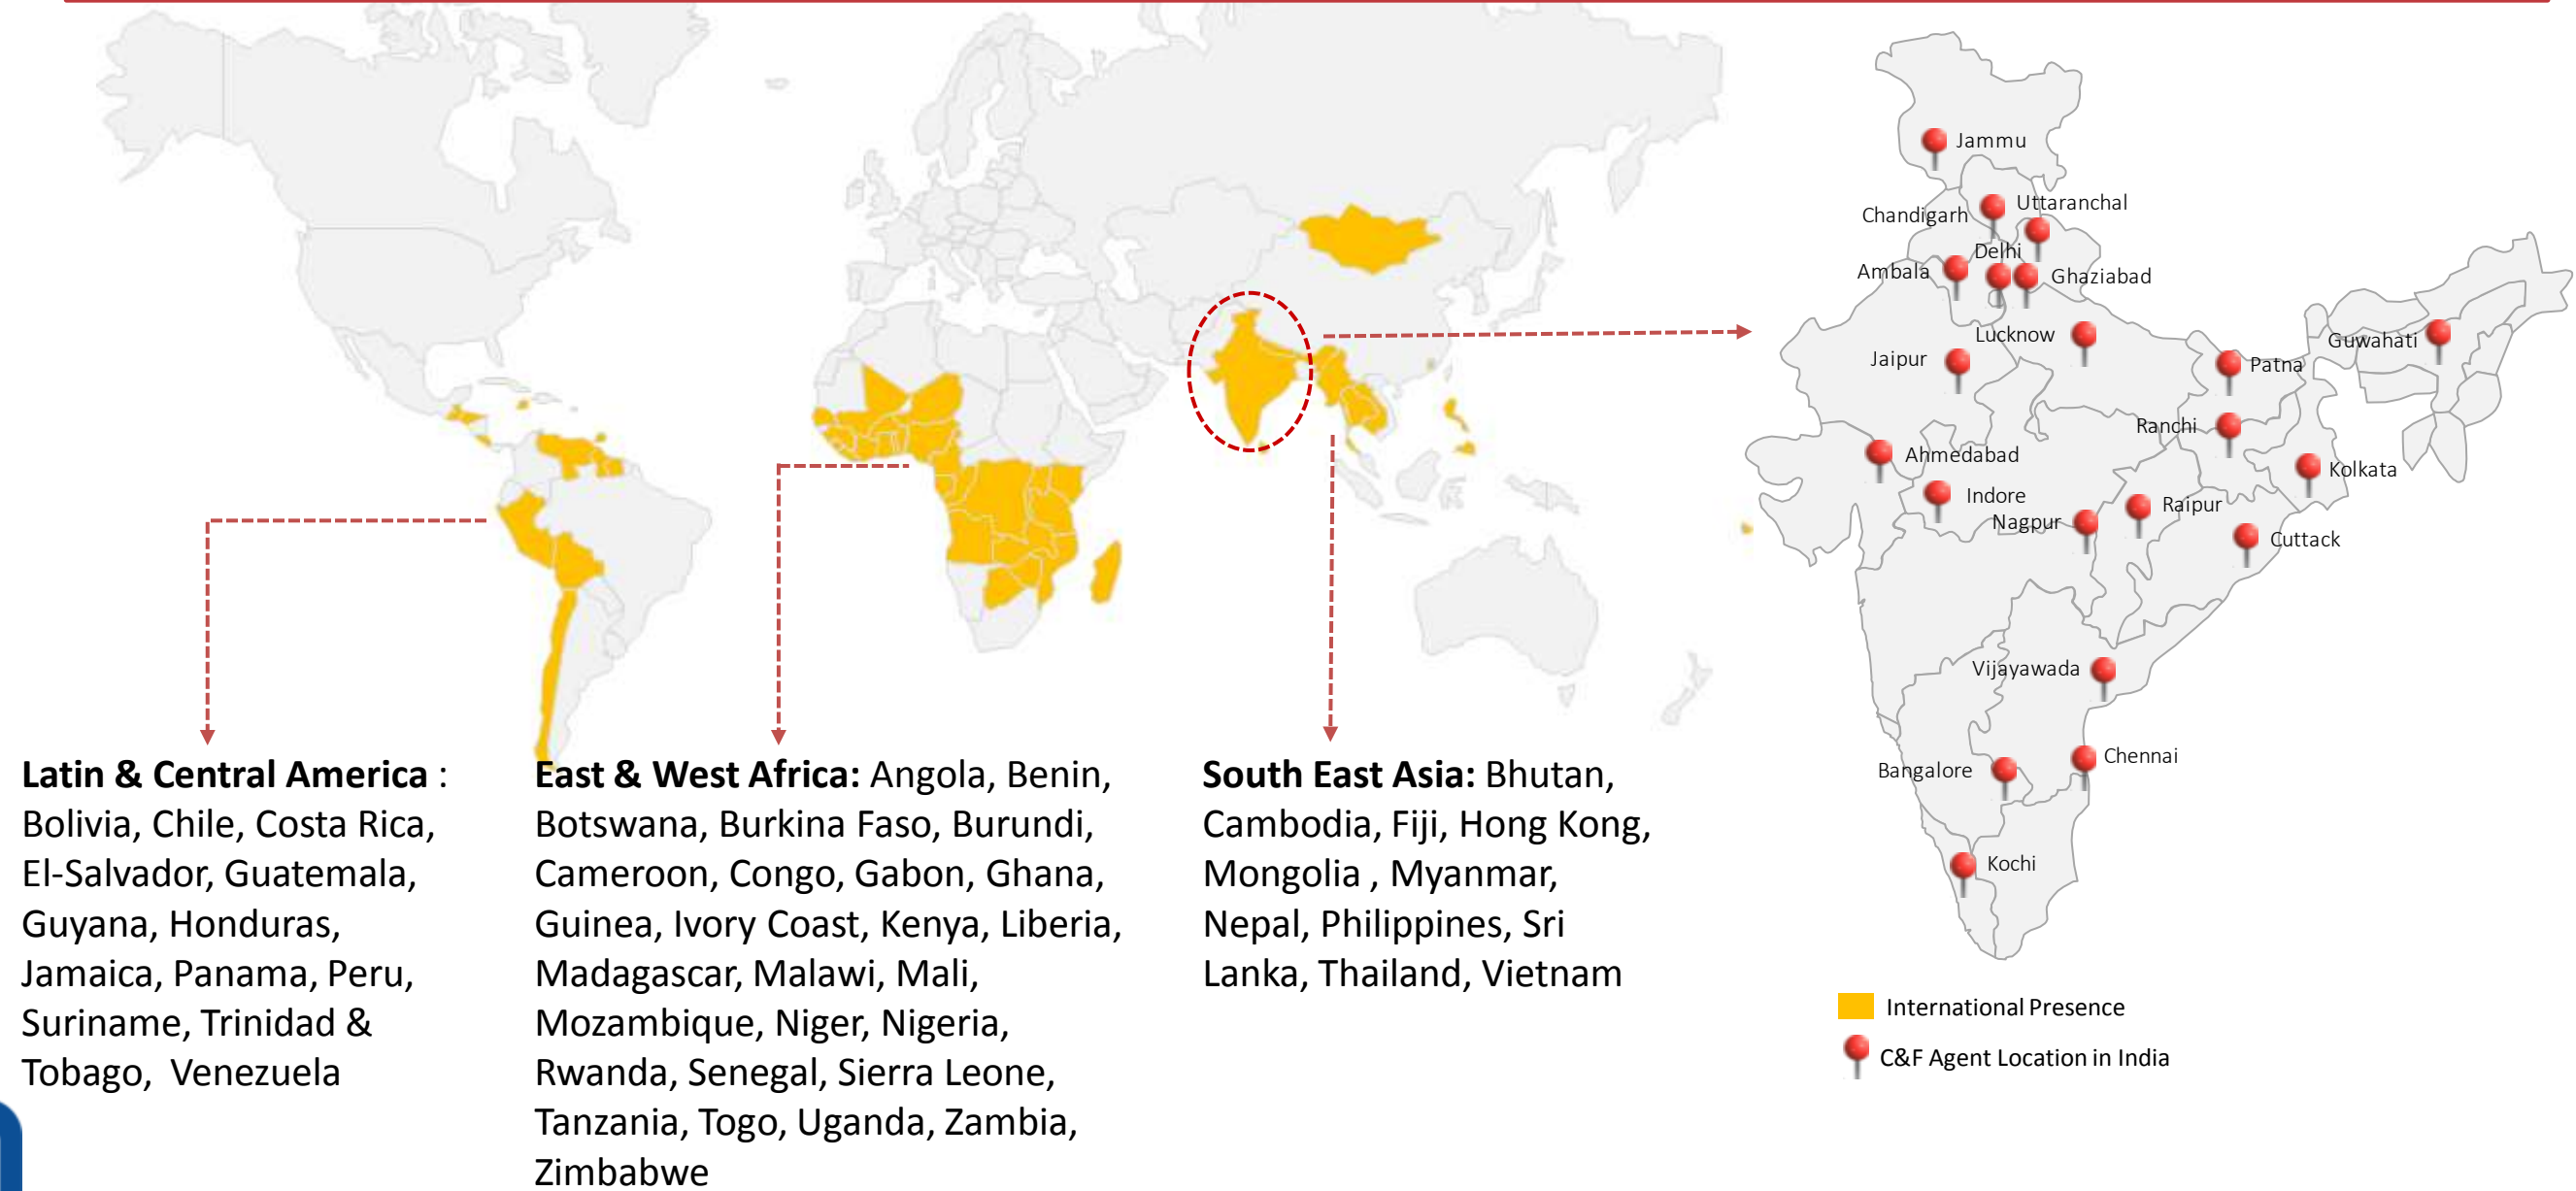 Jammu
Uttaranchal
Chandigarh
Delhi
Ambala
Ghaziabad
Lucknow
Guwahati
Jaipur
Patna
Ranchi
Ahmedabad
Kolkata
Indore
Raipur
Nagpur
Cuttack
Vijayawada
Chennai
Bangalore
Kochi
Latin & Central America :
Bolivia, Chile, Costa Rica,
El-Salvador, Guatemala,
Guyana, Honduras,
Jamaica, Panama, Peru,
Suriname, Trinidad &
Tobago, Venezuela
East & West Africa: Angola, Benin,
Botswana, Burkina Faso, Burundi,
Cameroon, Congo, Gabon, Ghana,
Guinea, Ivory Coast, Kenya, Liberia,
Madagascar, Malawi, Mali,
Mozambique, Niger, Nigeria,
Rwanda, Senegal, Sierra Leone,
Tanzania, Togo, Uganda, Zambia,
Zimbabwe
South East Asia: Bhutan,
Cambodia, Fiji, Hong Kong,
Mongolia , Myanmar,
Nepal, Philippines, Sri
Lanka, Thailand, Vietnam
International Presence
C&F Agent Location in India